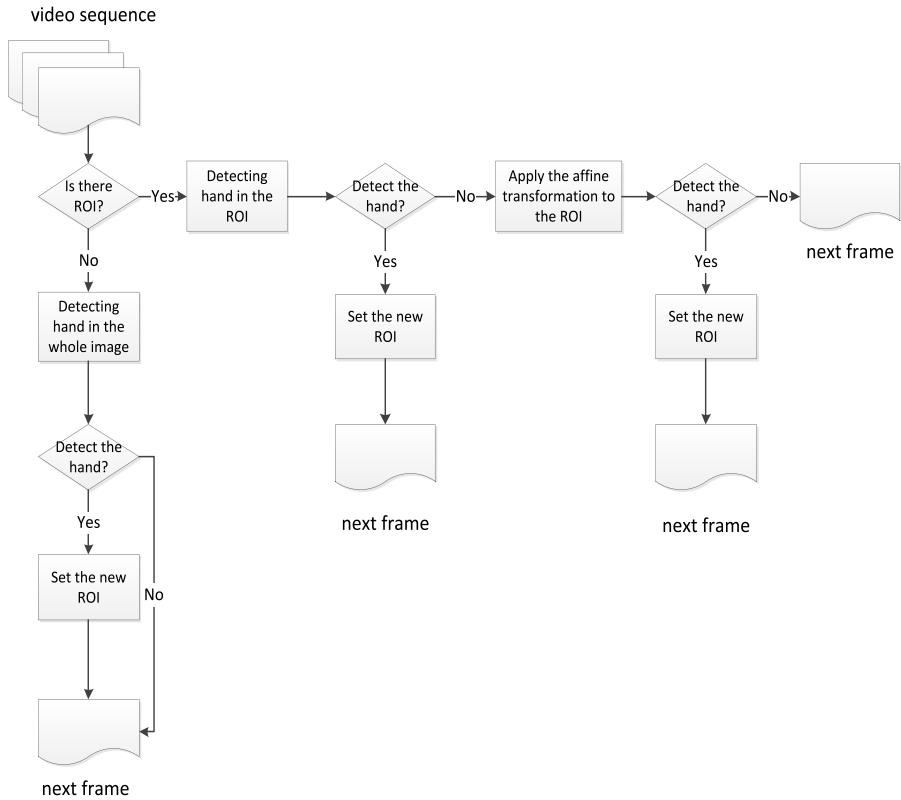 video sequence
Is there
ROI?
Yes
Detecting
hand in the
ROI
Detect the
hand?
No
Apply the affine
transformation to
the ROI
Detect the
hand?
No
next frame
No
Yes
Yes
Detecting
hand in the
whole image
Set the new
ROI
Set the new
ROI
Detect the
hand?
next frame
next frame
Yes
Set the new
ROI
No
next frame